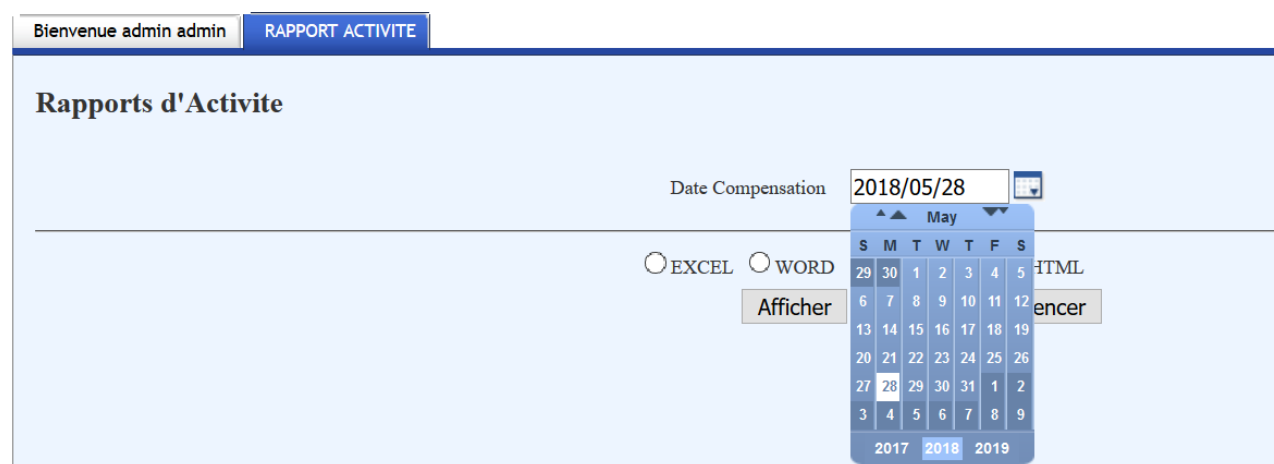 Bienvenue admin admin RAPPORT ACTIVITE
Rapports d'Activite
Date Compensation 2018/05/28
May
S M T W T F S
29 30 1 2 3 4 5
EXCEL WORD HTML
6 7 8 9 10 11 12
Afficher encer
13 14 15 16 17 18 19
20 21 22 23 24 25 26
27 28 29 30 31 1 2
3 4 5 6 7 8 9
2017 2018 2019